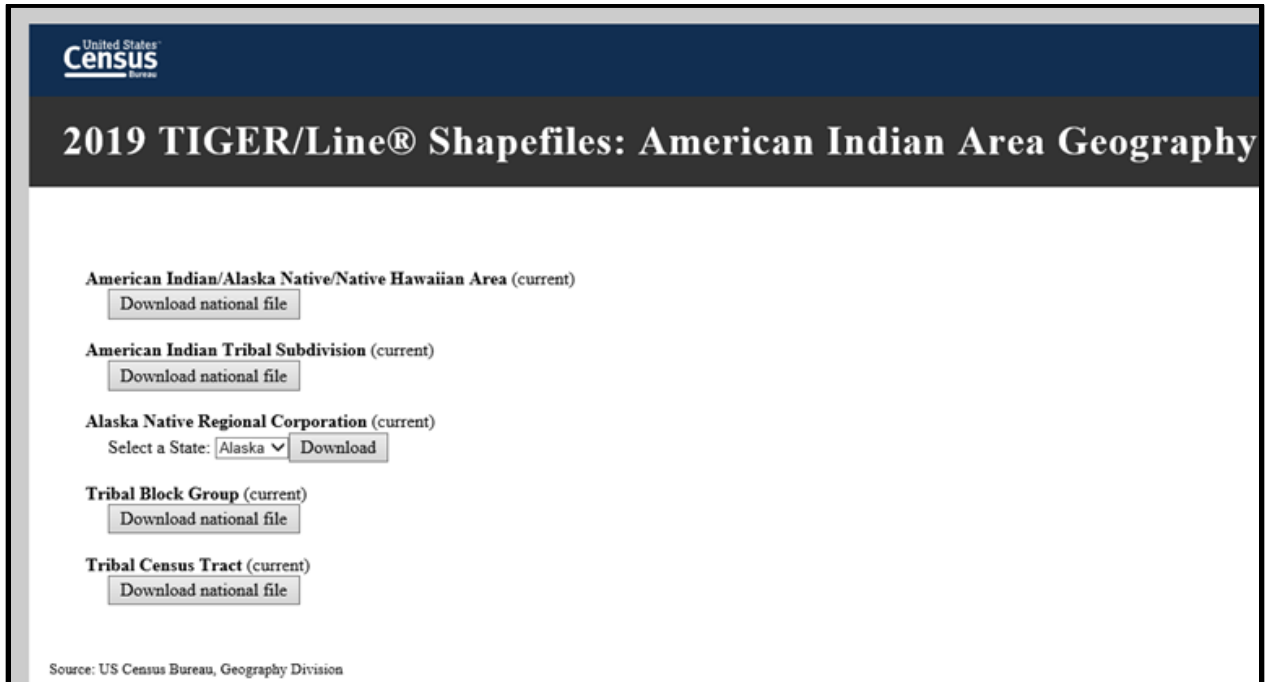 United States™
Census
Bureau
2019 TIGER/Line® Shapefiles: American Indian Area Geography
American Indian/Alaska Native/Native Hawaiian Area (current)
Download national file
American Indian Tribal Subdivision (current)
Download national file
Alaska Native Regional Corporation (current)
Select a State: Alaska Download
Tribal Block Group (current)
Download national file
Tribal Census Tract (current)
Download national file
Source: US Census Bureau, Geography Division